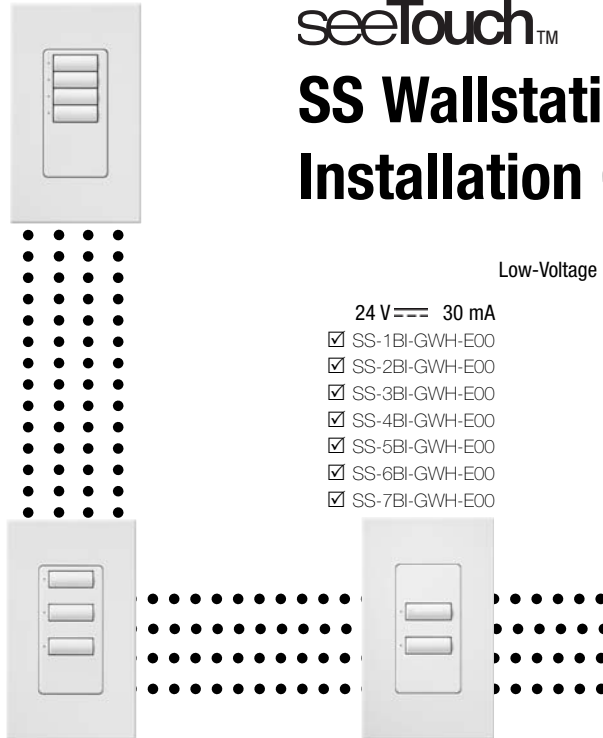 seeTouch™
SS Wallstati
Installation
Low-Voltage
24 V⎓ 30 mA
☑ SS-1BI-GWH-E00
☑ SS-2BI-GWH-E00
☑ SS-3BI-GWH-E00
☑ SS-4BI-GWH-E00
☑ SS-5BI-GWH-E00
☑ SS-6BI-GWH-E00
☑ SS-7BI-GWH-E00